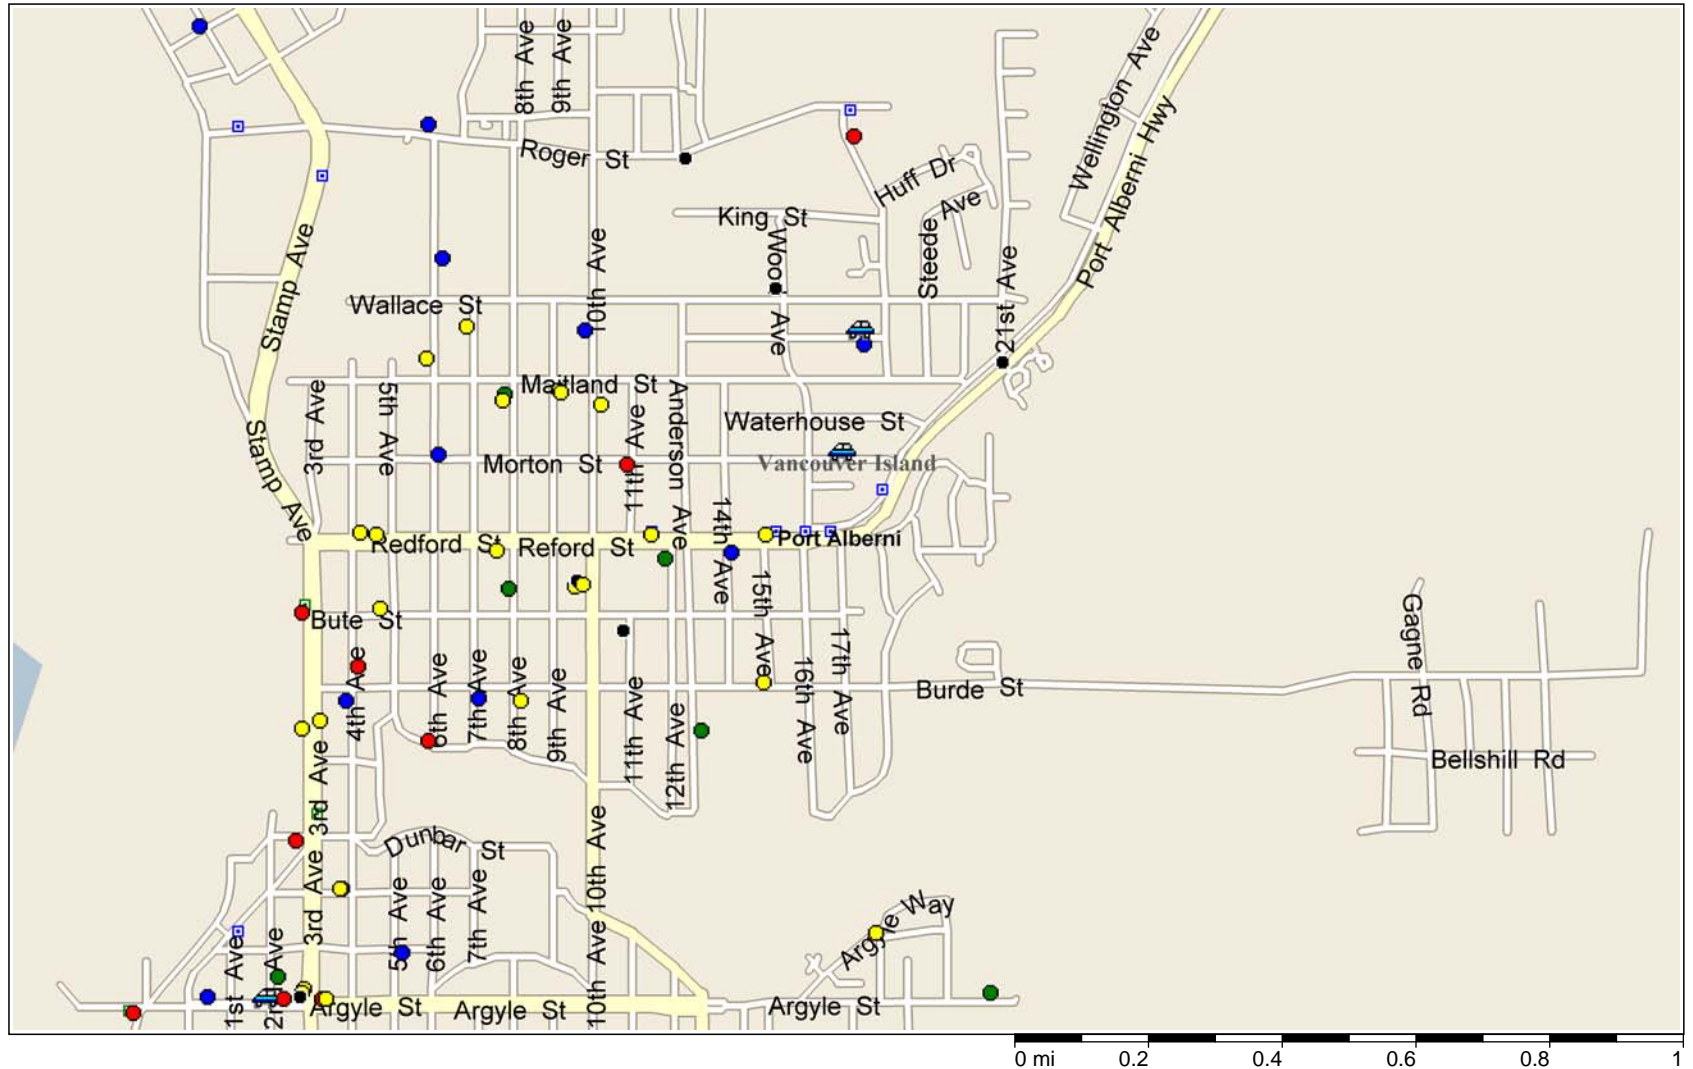 8th Ave
9th Ave
Wellington Ave
Port Alberni Hwy
Roger St
Huff Dr
Steede Ave
King St
Wood Ave
Stamp Ave
10th Ave
21st Ave
Wallace St
Maitland St
3rd Ave
5th Ave
11th Ave
Anderson Ave
Waterhouse St
Stamp Ave
Morton St
Vancouver Island
14th Ave
Redford St
Reford St
Port Alberni
15th Ave
Bute St
Gagne Rd
4th Ave
6th Ave
7th Ave
8th Ave
9th Ave
11th Ave
12th Ave
16th Ave
17th Ave
Burde St
Bellshill Rd
3rd Ave
10th Ave
Dunbar St
3rd Ave
5th Ave
6th Ave
7th Ave
Argyle Way
1st Ave
2nd Ave
10th Ave
Argyle St
Argyle St
Argyle St
0 mi 0.2 0.4 0.6 0.8 1